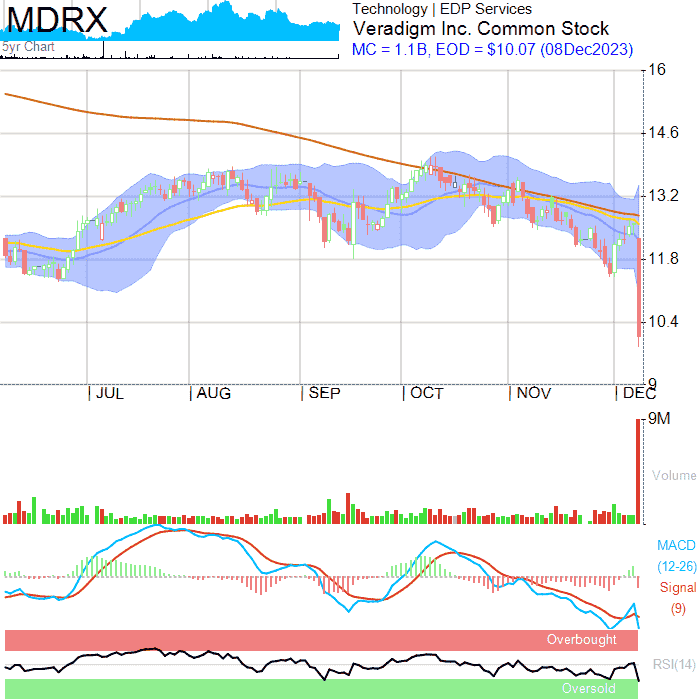 MDRX
5yr Chart
Technology | EDP Services
Veradigm Inc. Common Stock
MC = 1.1B, EOD = $10.07 (08Dec2023)
16
14.6
13.2
11.8
10.4
9
JUL AUG SEP OCT NOV DEC
9M
Volume
MACD
(12-26)
Signal
(9)
Overbought
RSI(14)
Oversold